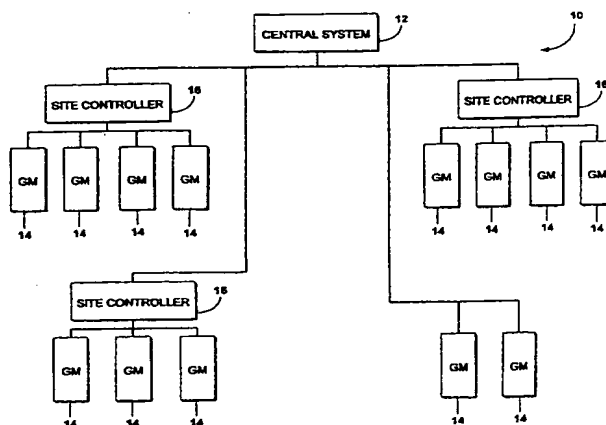 CENTRAL SYSTEM 12
10
SITE CONTROLLER 16
SITE CONTROLLER 16
GM GM GM GM
GM GM GM GM
14 14 14 14
14 14 14 14
SITE CONTROLLER 16
GM GM GM
GM GM
14 14 14
14 14